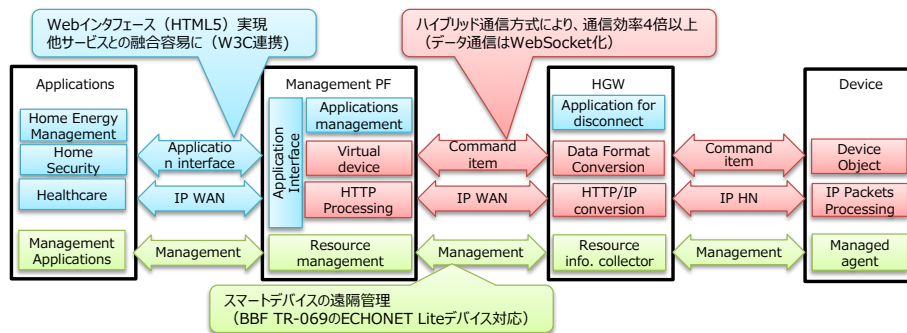 Webインタフェース（HTML5）実現
他サービスとの融合容易に（W3C連携）
ハイブリッド通信方式により、通信効率4倍以上
（データ通信はWebSocket化）
Applications
Management PF
HGW
Device
Home Energy
Management
Home
Security
Healthcare
Management
Applications
Applicatio
n interface
IP WAN
Management
Application
Interface
Applications
management
Virtual
device
HTTP
Processing
Resource
management
Command
item
IP WAN
Management
Application for
disconnect
Data Format
Conversion
HTTP/IP
conversion
Resource
info. collector
Command
item
IP HN
Management
Device
Object
IP Packets
Processing
Managed
agent
スマートデバイスの遠隔管理
（BBF TR-069のECHONET Liteデバイス対応）